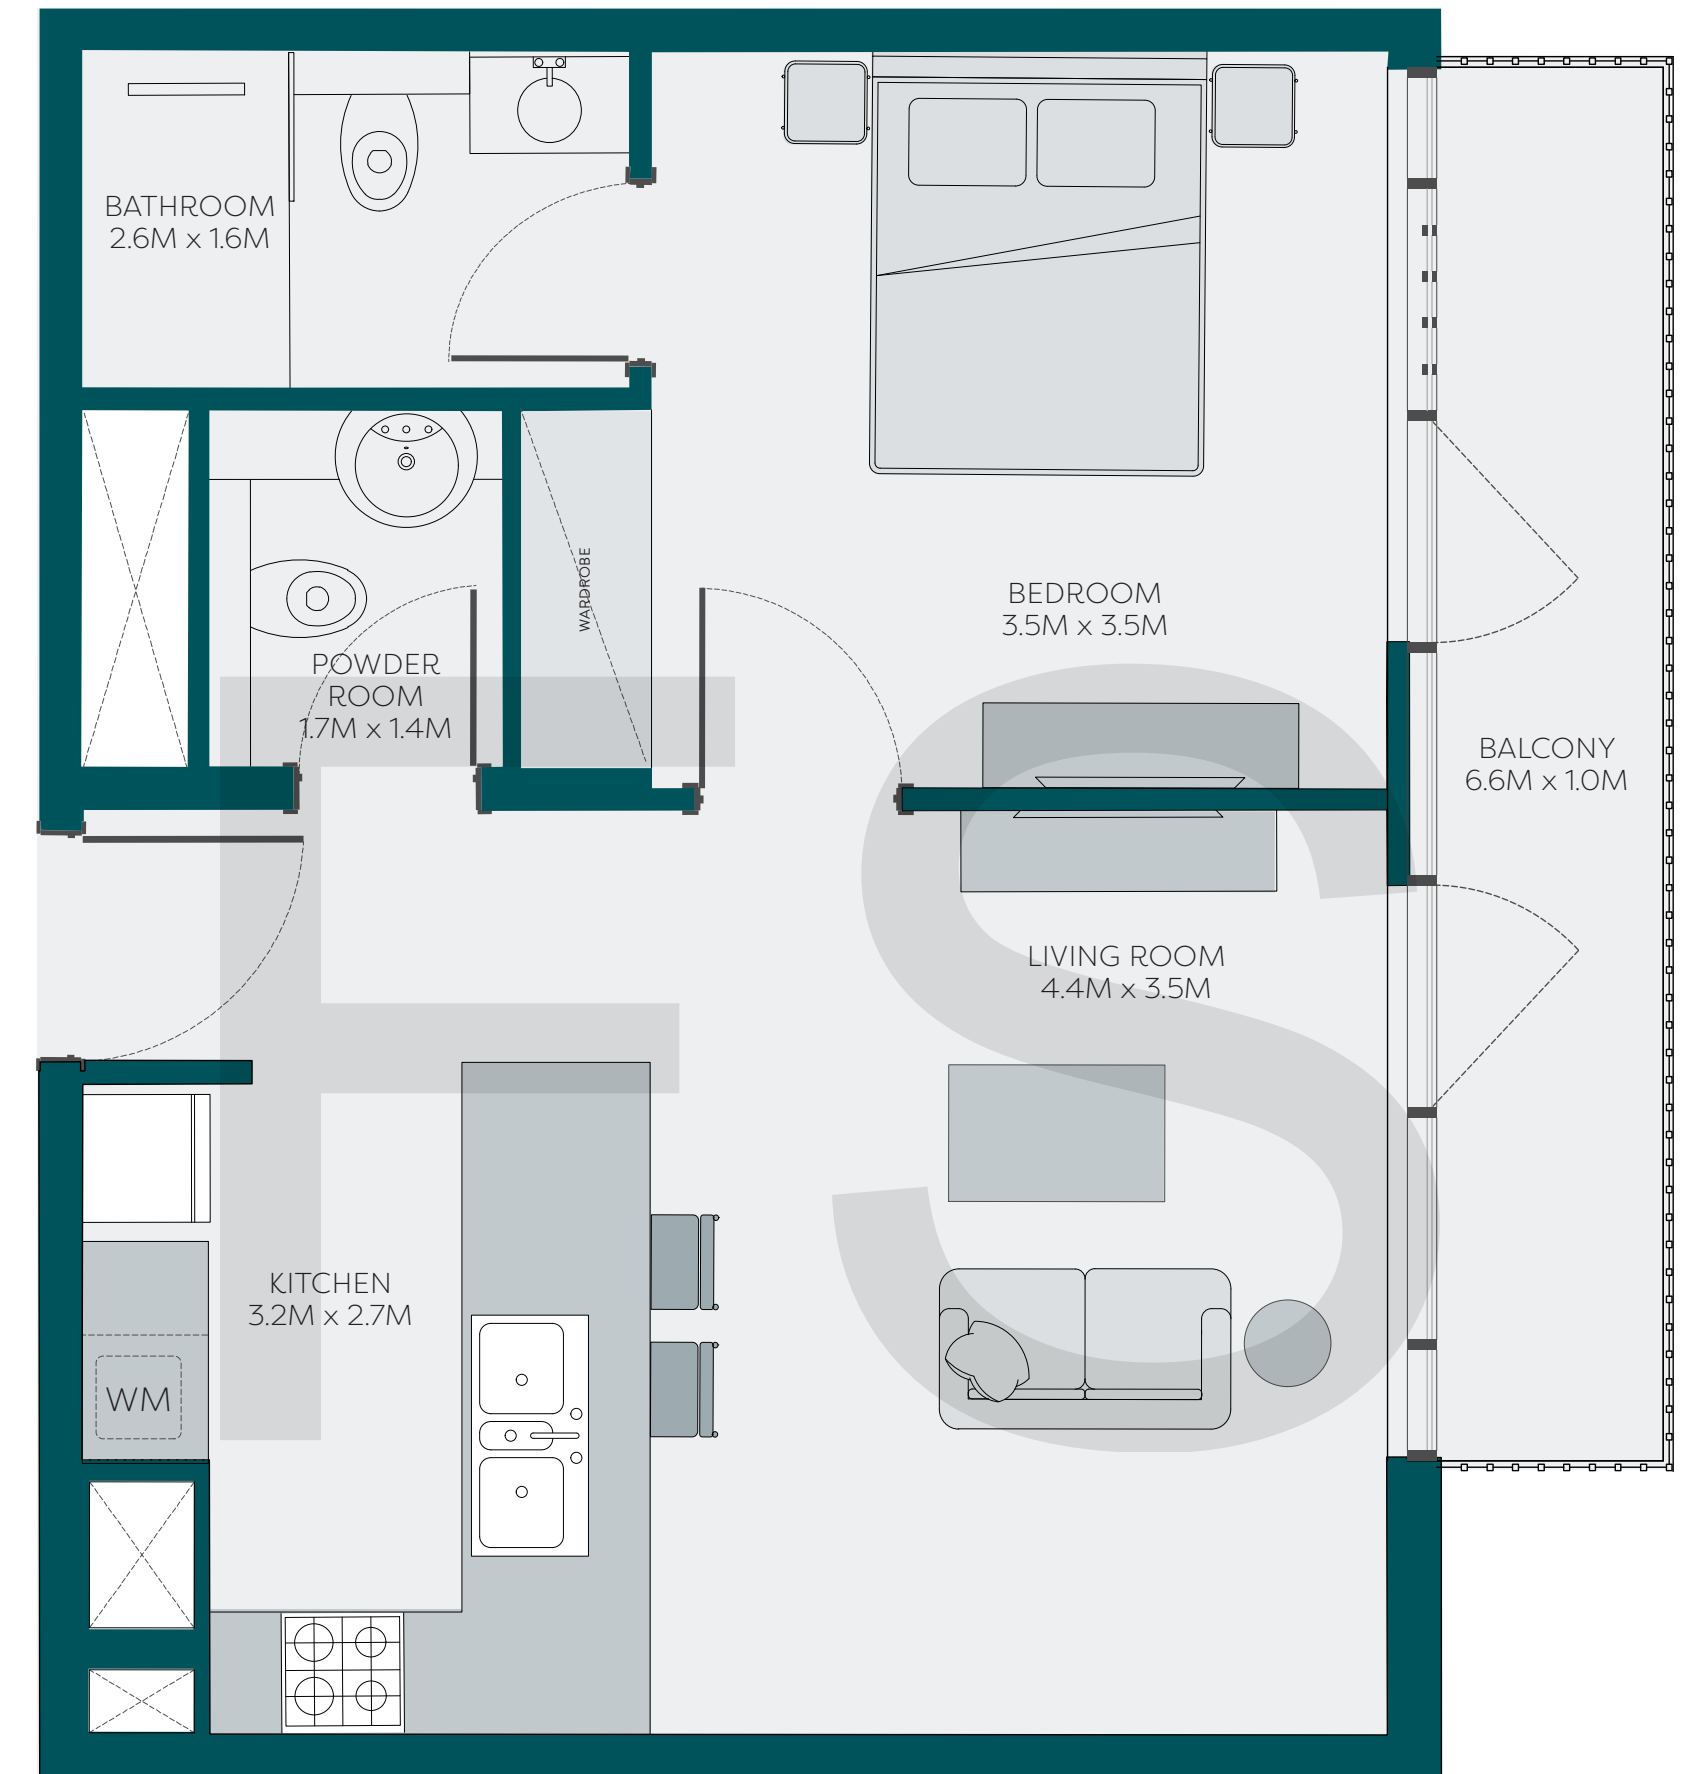 BATHROOM
2.6M x 1.6M
WARDROBE
BEDROOM
3.5M x 3.5M
POWDER
ROOM
1.7M x 1.4M
BALCONY
6.6M x 1.0M
LIVING ROOM
4.4M x 3.5M
KITCHEN
3.2M x 2.7M
WM
FS